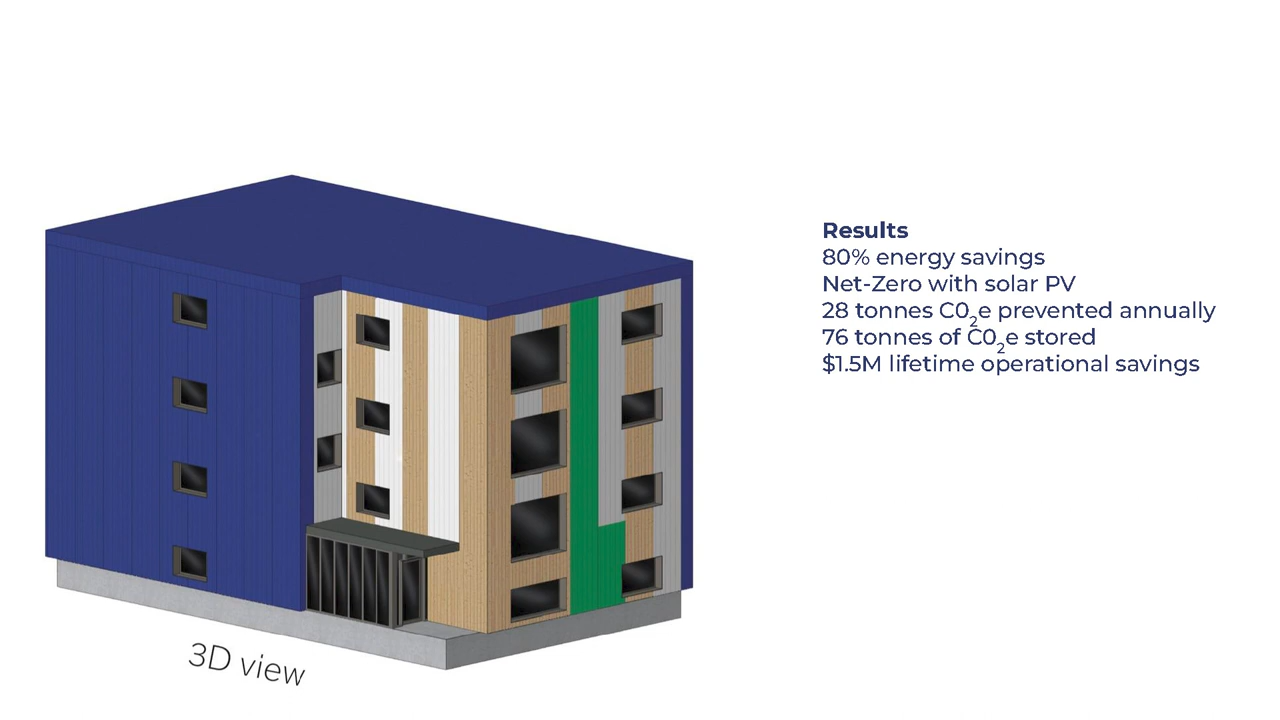 Results
80% energy savings
Net-Zero with solar PV
28 tonnes C0₂e prevented annually
76 tonnes of C0₂e stored
$1.5M lifetime operational savings
3D view